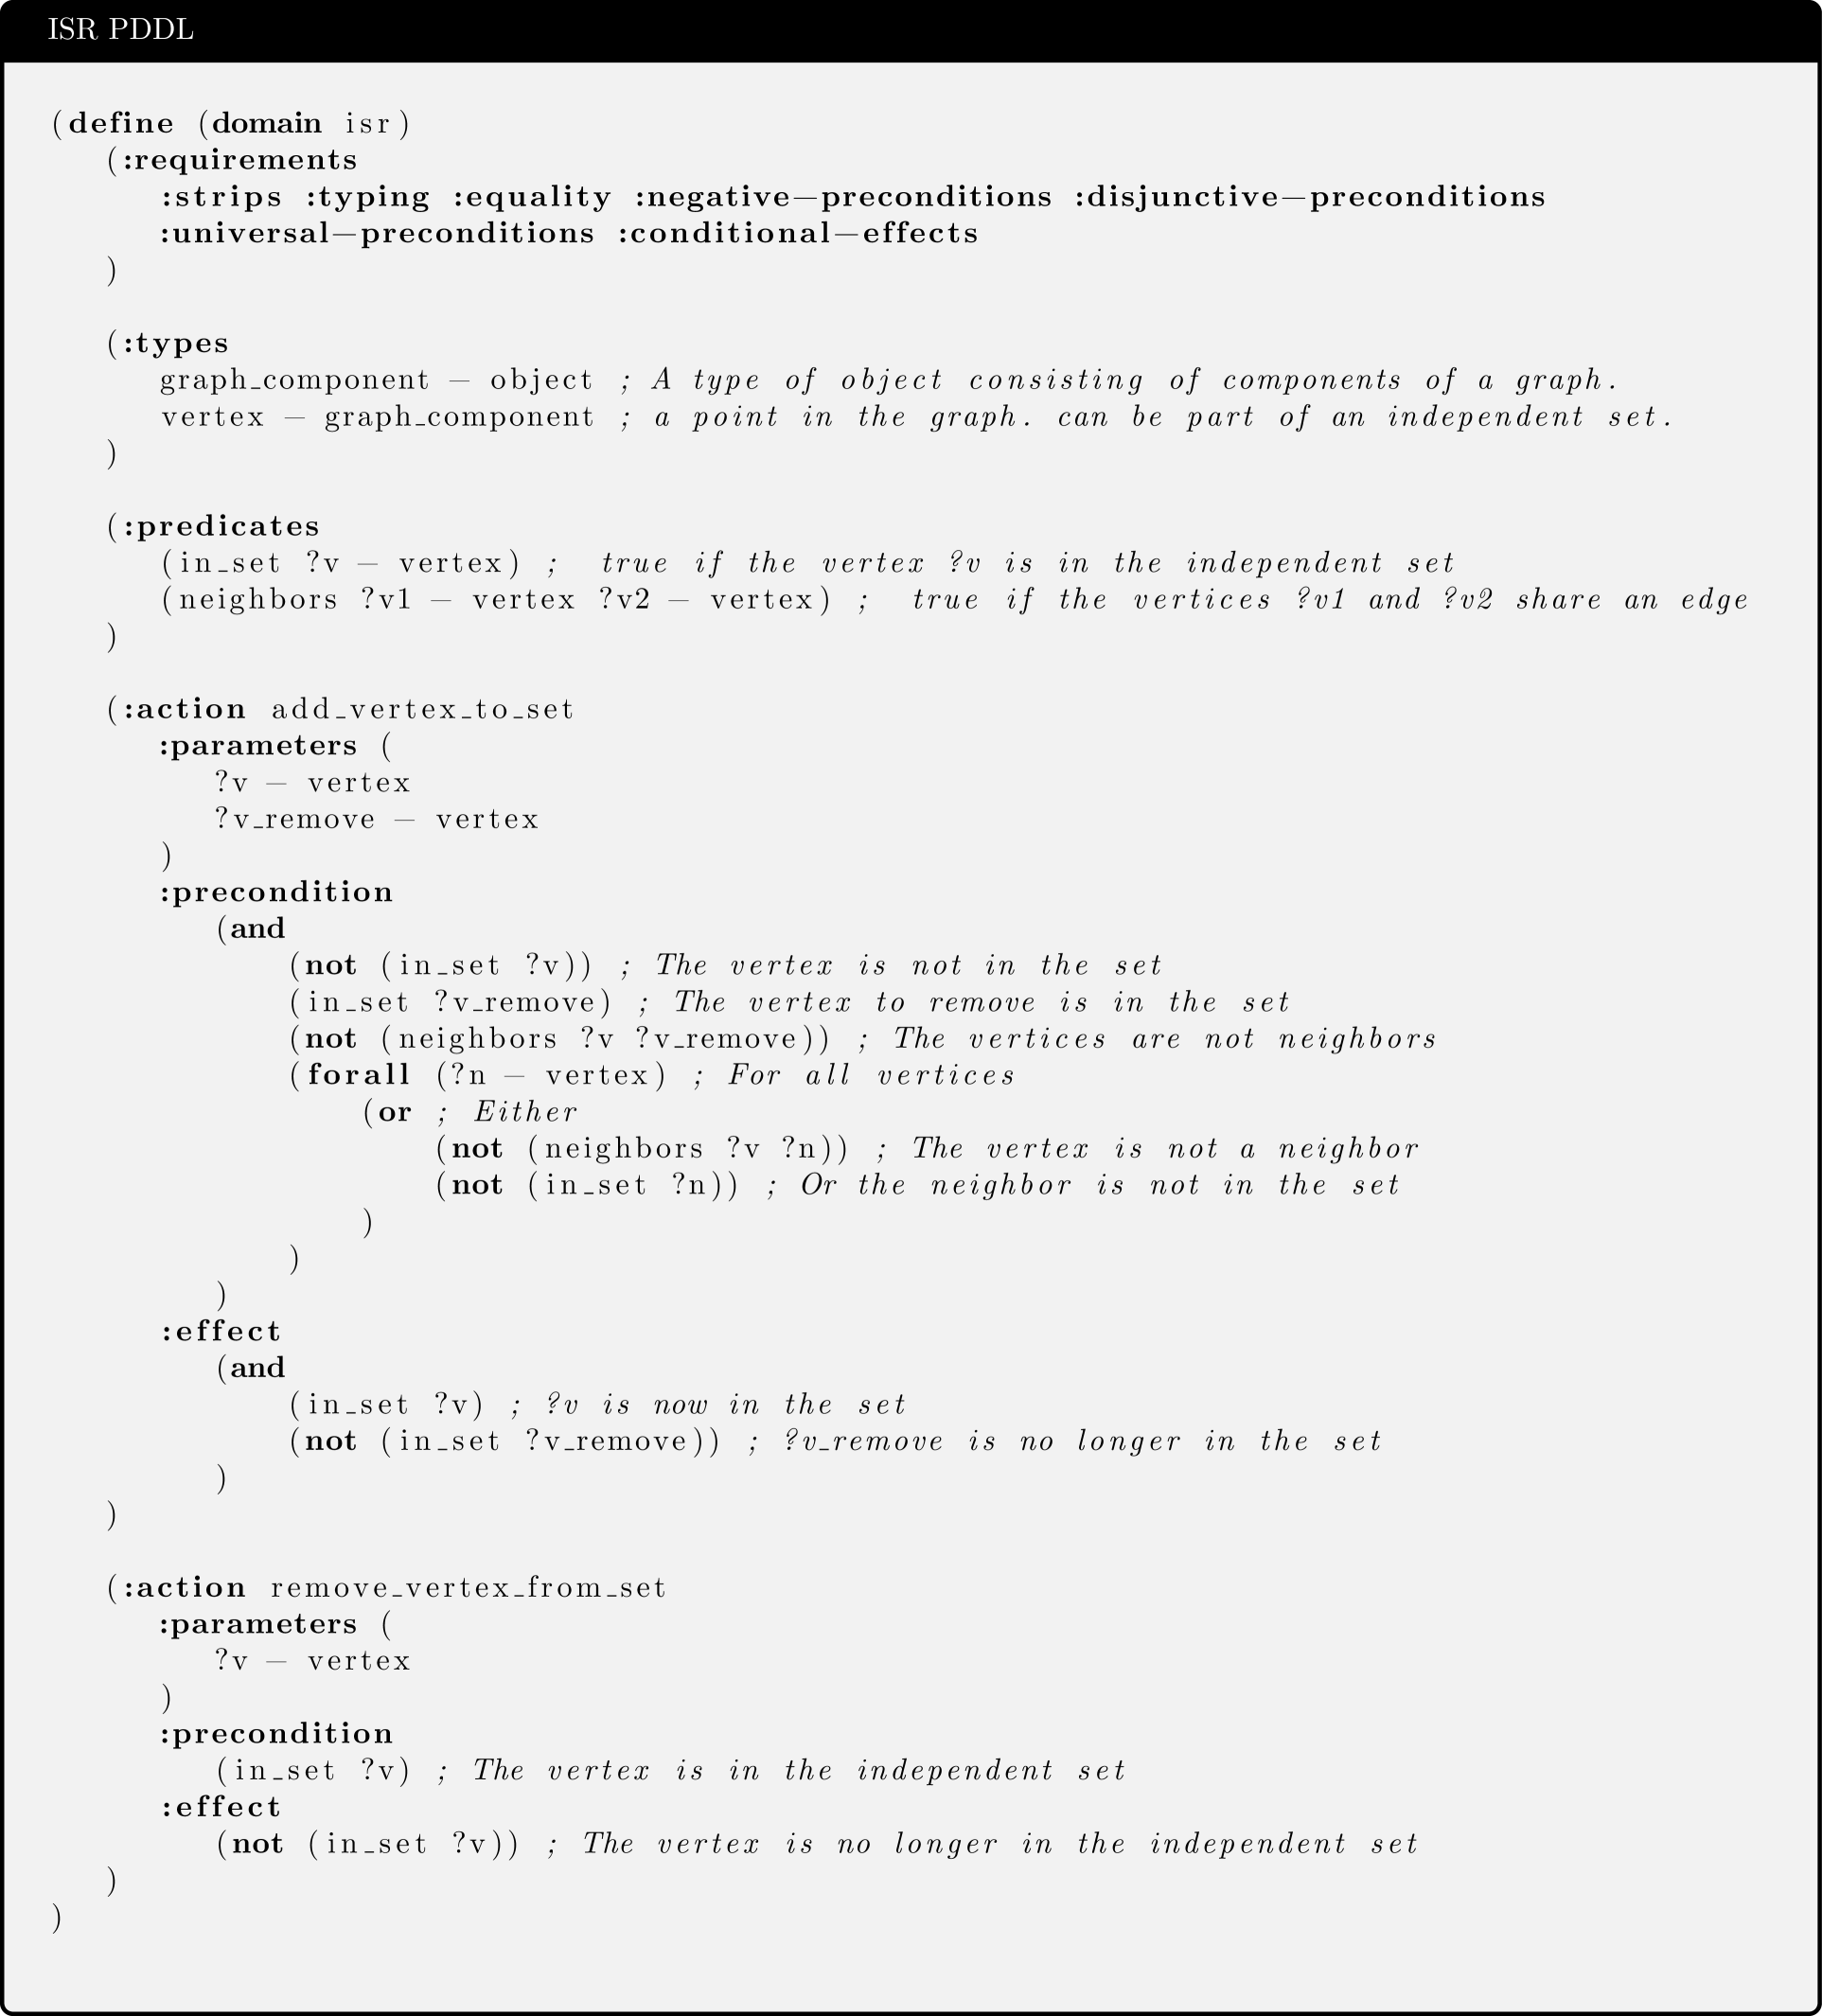 ISR PDDL
(define (domain isr)
(:requirements
:strips :typing :equality :negative−preconditions :disjunctive−preconditions
:universal−preconditions :conditional−effects
)
(:types
graph_component − object ; A type of object consisting of components of a graph.
vertex − graph_component ; a point in the graph. can be part of an independent set.
)
(:predicates
(in_set ?v − vertex) ; true if the vertex ?v is in the independent set
(neighbors ?v1 − vertex ?v2 − vertex) ; true if the vertices ?v1 and ?v2 share an edge
)
(:action add_vertex_to_set
:parameters (
?v − vertex
?v_remove − vertex
)
:precondition
(and
(not (in_set ?v)) ; The vertex is not in the set
(in_set ?v_remove) ; The vertex to remove is in the set
(not (neighbors ?v ?v_remove)) ; The vertices are not neighbors
(forall (?n − vertex) ; For all vertices
(or ; Either
(not (neighbors ?v ?n)) ; The vertex is not a neighbor
(not (in_set ?n)) ; Or the neighbor is not in the set
)
)
)
:effect
(and
(in_set ?v) ; ?v is now in the set
(not (in_set ?v_remove)) ; ?v_remove is no longer in the set
)
)
(:action remove_vertex_from_set
:parameters (
?v − vertex
)
:precondition
(in_set ?v) ; The vertex is in the independent set
:effect
(not (in_set ?v)) ; The vertex is no longer in the independent set
)
)